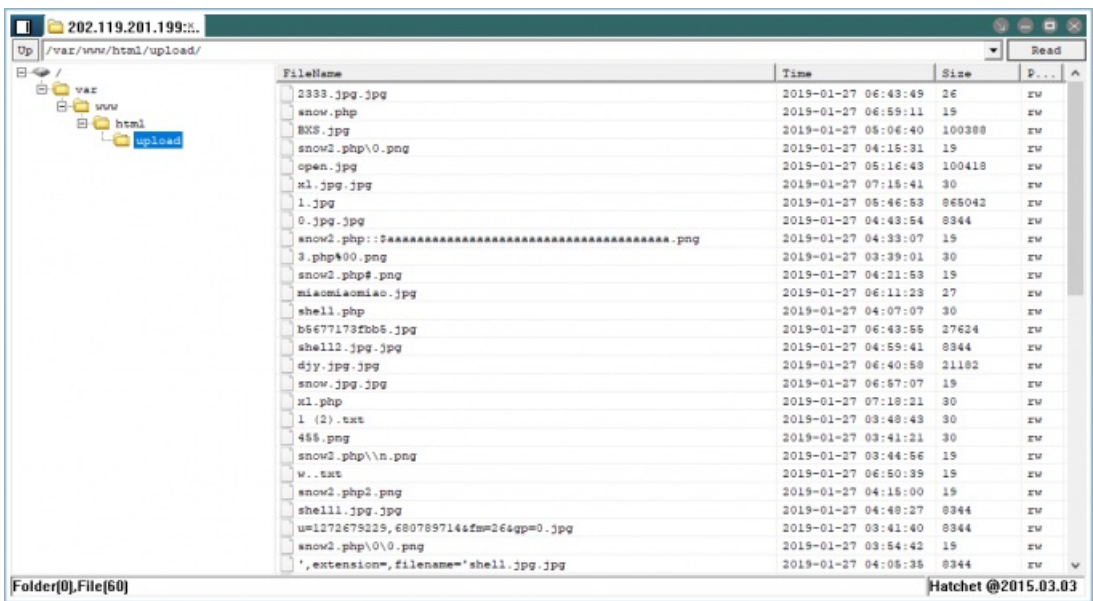 202.119.201.199:\..
Up /var/www/html/upload/ Read
/
var
www
html
upload
FileName Time Size P...
2333.jpg.jpg 2019-01-27 06:43:49 26 rw
snow.php 2019-01-27 06:59:11 19 rw
BXS.jpg 2019-01-27 05:06:40 100388 rw
snow2.php\0.png 2019-01-27 04:15:31 19 rw
open.jpg 2019-01-27 05:16:43 100418 rw
xl.jpg.jpg 2019-01-27 07:15:41 30 rw
1.jpg 2019-01-27 05:46:53 865042 rw
0.jpg.jpg 2019-01-27 04:43:54 8344 rw
2019-01-27 04:33:07 19 rw
3.php%00.png 2019-01-27 03:39:01 30 rw
snow2.php#.png 2019-01-27 04:21:53 19 rw
miaomiaomiao.jpg 2019-01-27 06:11:23 27 rw
shell.php 2019-01-27 04:07:07 30 rw
b5677173fbb5.jpg 2019-01-27 06:43:55 27624 rw
shell2.jpg.jpg 2019-01-27 04:59:41 8344 rw
djy.jpg.jpg 2019-01-27 06:40:58 21182 rw
snow.jpg.jpg 2019-01-27 06:57:07 19 rw
xl.php 2019-01-27 07:18:21 30 rw
1 (2).txt 2019-01-27 03:48:43 30 rw
455.png 2019-01-27 03:41:21 30 rw
snow2.php\\n.png 2019-01-27 03:44:56 19 rw
w..txt 2019-01-27 06:50:39 19 rw
snow2.php2.png 2019-01-27 04:15:00 19 rw
shell1.jpg.jpg 2019-01-27 04:48:27 8344 rw
u=1272679229,680789714&fm=26&gp=0.jpg 2019-01-27 03:41:40 8344 rw
snow2.php\0\0.png 2019-01-27 03:54:42 19 rw
',extension=,filename='shell.jpg.jpg 2019-01-27 04:05:35 8344 rw
Folder(0),File(60) Hatchet @2015.03.03